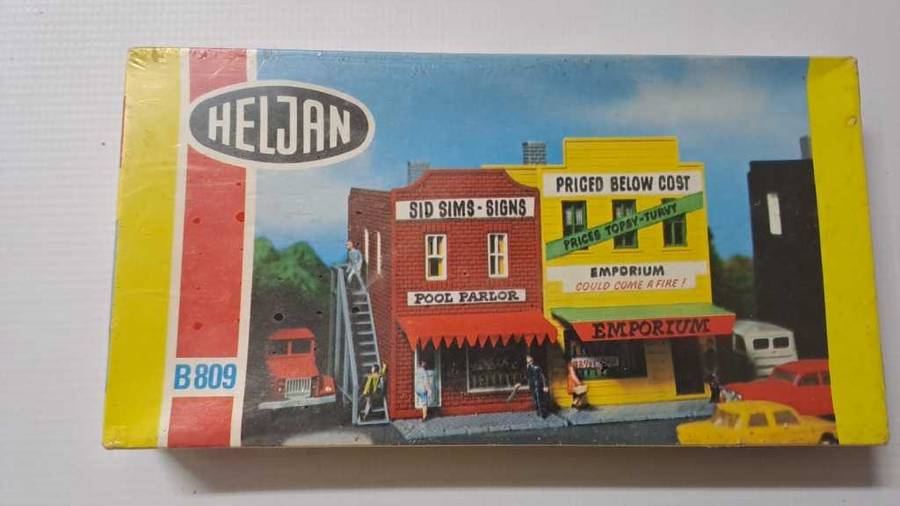 HELJAN
B 809
SID SIMS - SIGNS
POOL PARLOR
PRICED BELOW COST
PRICES TOPSY-TURVY
EMPORIUM
COULD COME A FIRE!
EMPORIUM